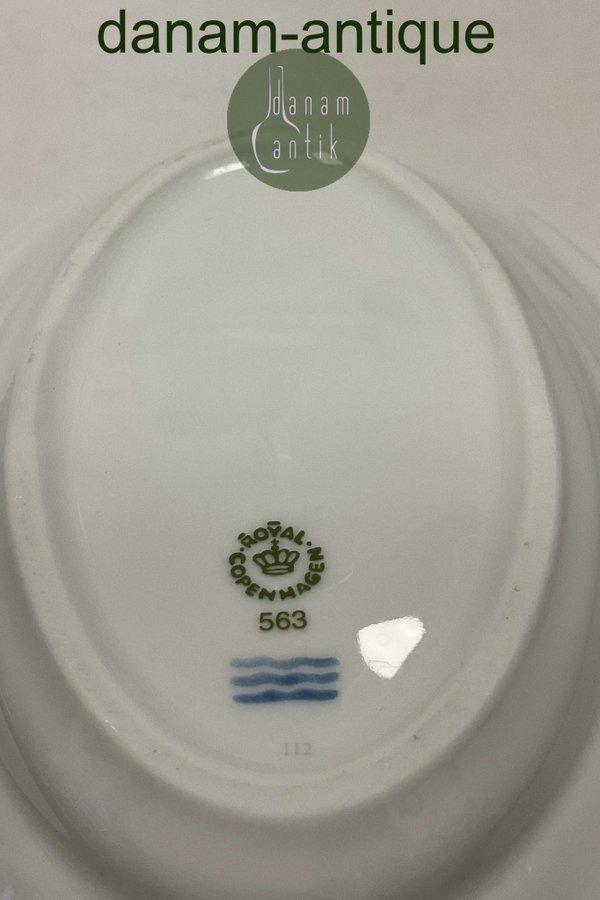 danam-antique
danam
antik
·ROYAL·
COPENHAGEN
563
112